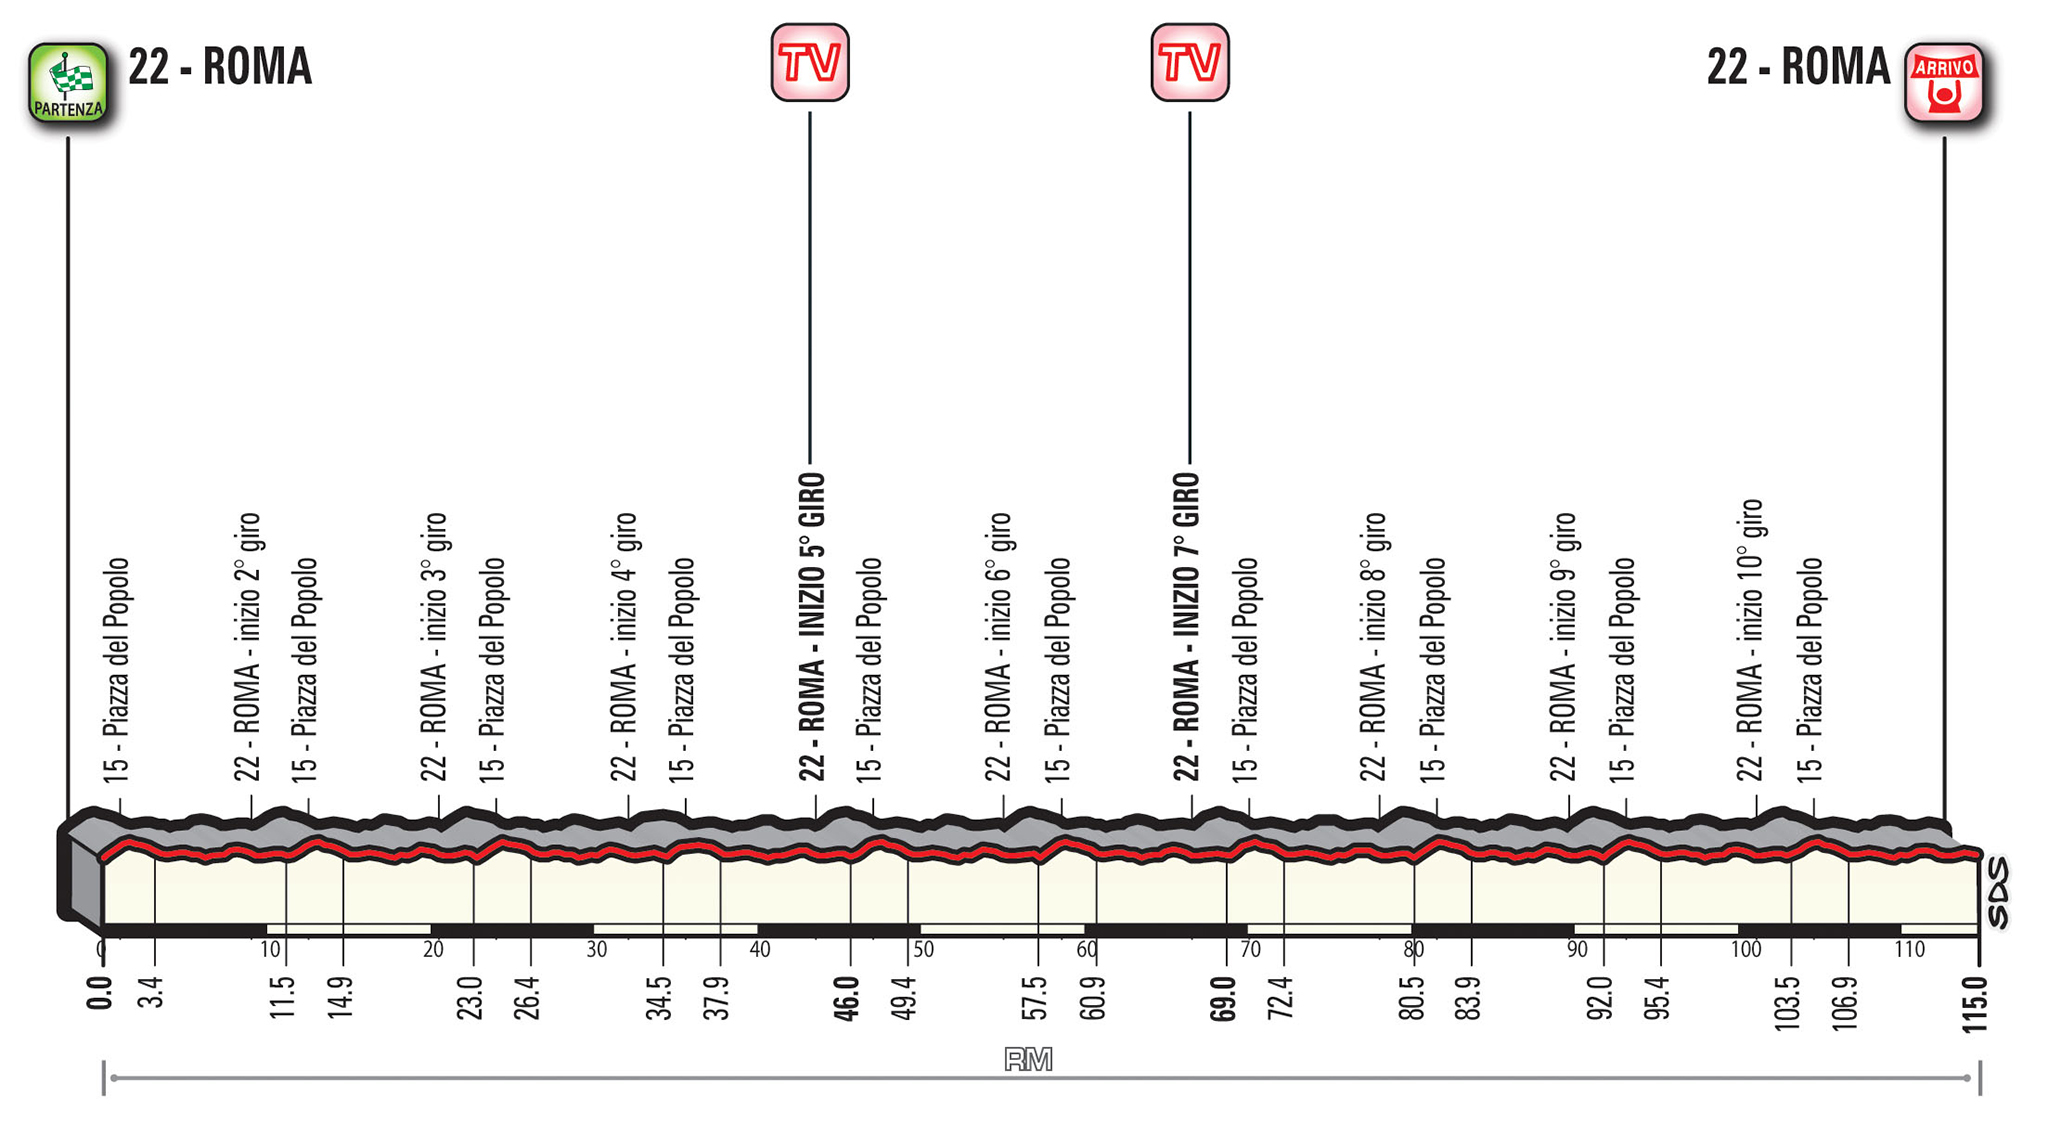 PARTENZA
22 - ROMA
TV
TV
22 - ROMA
ARRIVO
15 - Piazza del Popolo
22 - ROMA - inizio 2° giro
15 - Piazza del Popolo
22 - ROMA - inizio 3° giro
15 - Piazza del Popolo
22 - ROMA - inizio 4° giro
15 - Piazza del Popolo
22 - ROMA - INIZIO 5° GIRO
15 - Piazza del Popolo
22 - ROMA - inizio 6° giro
15 - Piazza del Popolo
22 - ROMA - INIZIO 7° GIRO
15 - Piazza del Popolo
22 - ROMA - inizio 8° giro
15 - Piazza del Popolo
22 - ROMA - inizio 9° giro
15 - Piazza del Popolo
22 - ROMA - inizio 10° giro
15 - Piazza del Popolo
SDS
0 10 20 30 40 50 60 70 80 90 100 110
0.0
3.4
11.5
14.9
23.0
26.4
34.5
37.9
46.0
49.4
57.5
60.9
69.0
72.4
80.5
83.9
92.0
95.4
103.5
106.9
115.0
RM